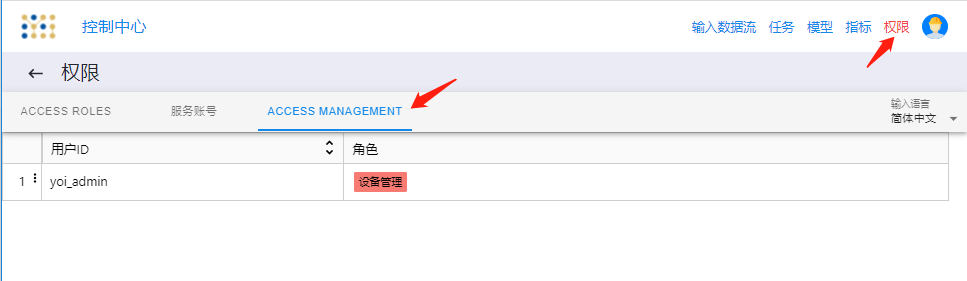 控制中心 输入数据流 任务 模型 指标 权限
← 权限
ACCESS ROLES 服务账号 ACCESS MANAGEMENT 输入语言
简体中文
用户ID 角色
1 yoi_admin 设备管理